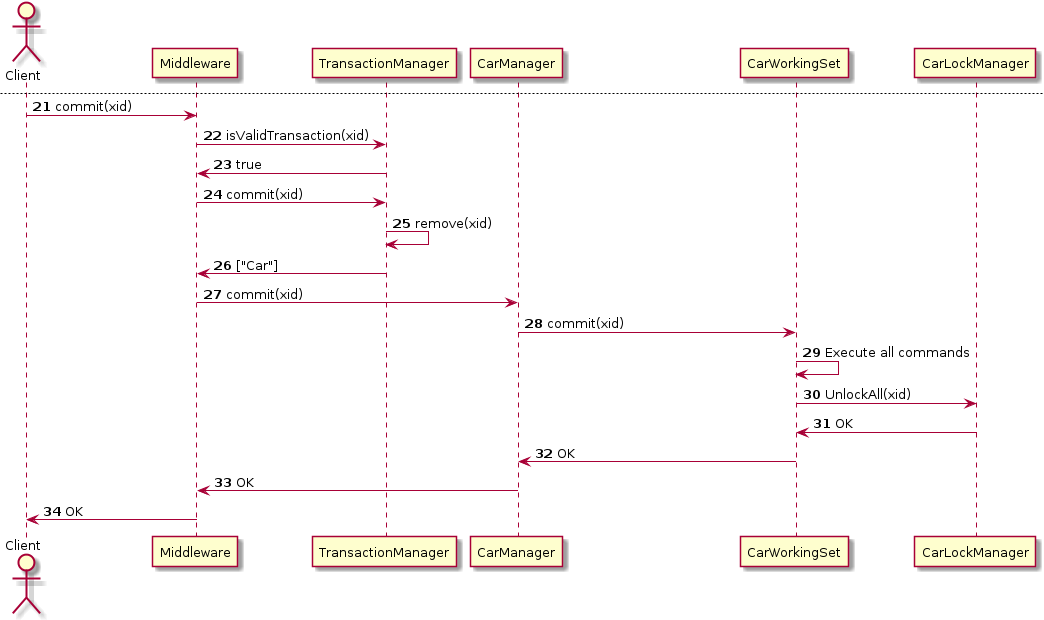 Client
Middleware
TransactionManager
CarManager
CarWorkingSet
CarLockManager
21 commit(xid)
22 isValidTransaction(xid)
23 true
24 commit(xid)
25 remove(xid)
26 ["Car"]
27 commit(xid)
28 commit(xid)
29 Execute all commands
30 UnlockAll(xid)
31 OK
32 OK
33 OK
34 OK
Client
Middleware
TransactionManager
CarManager
CarWorkingSet
CarLockManager